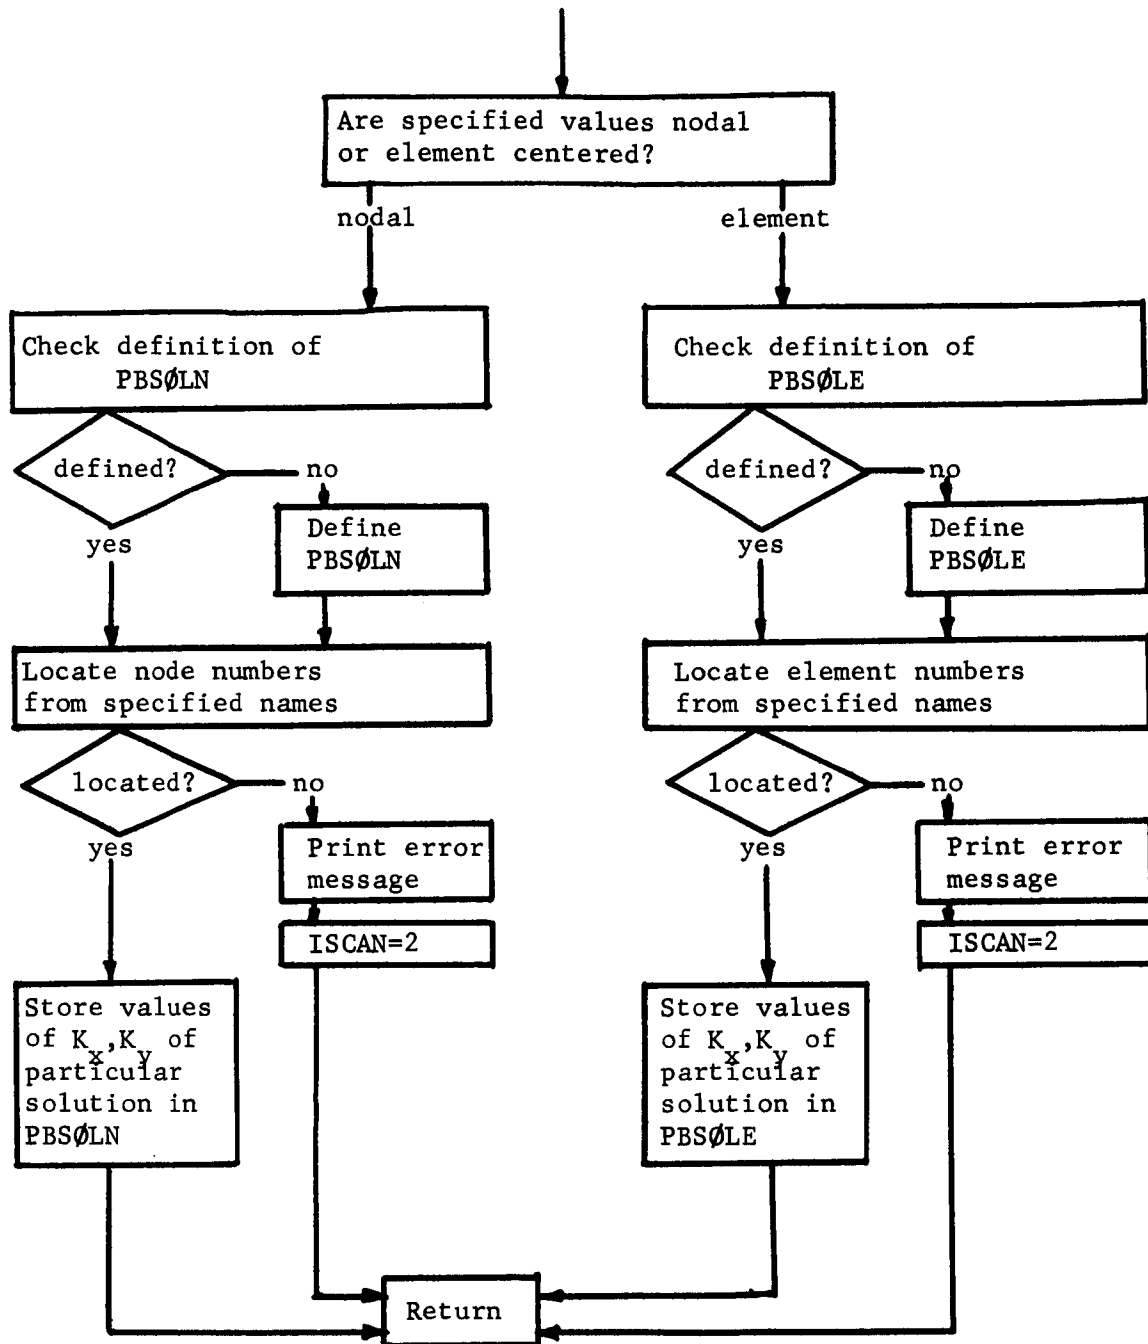 Are specified values nodal
or element centered?
nodal
element
Check definition of
PBSØLN
defined?
no
yes
Define
PBSØLN
Locate node numbers
from specified names
located?
no
yes
Print error
message
ISCAN=2
Store values
of Kx,Ky of
particular
solution in
PBSØLN
Check definition of
PBSØLE
defined?
no
yes
Define
PBSØLE
Locate element numbers
from specified names
located?
no
yes
Print error
message
ISCAN=2
Store values
of Kx,Ky of
particular
solution in
PBSØLE
Return